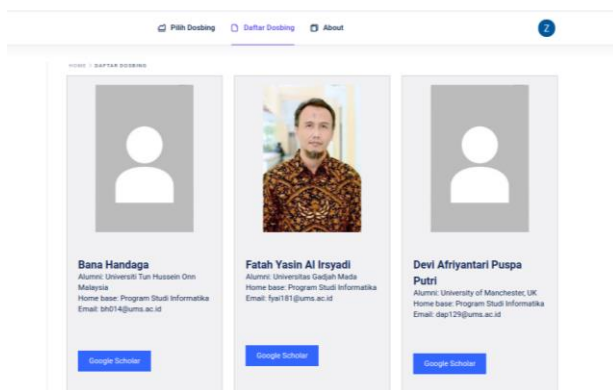 Pilih Dosbing Daftar Dosbing About Z
HOME / DAFTAR DOSBING
Bana Handaga
Alumni: Universiti Tun Hussein Onn
Malaysia
Home base: Program Studi Informatika
Email: bh014@ums.ac.id
Google Scholar
Fatah Yasin Al Irsyadi
Alumni: Universitas Gadjah Mada
Home base: Program Studi Informatika
Email: fyai181@ums.ac.id
Google Scholar
Devi Afriyantari Puspa
Putri
Alumni: University of Manchester, UK
Home base: Program Studi Informatika
Email: dap129@ums.ac.id
Google Scholar